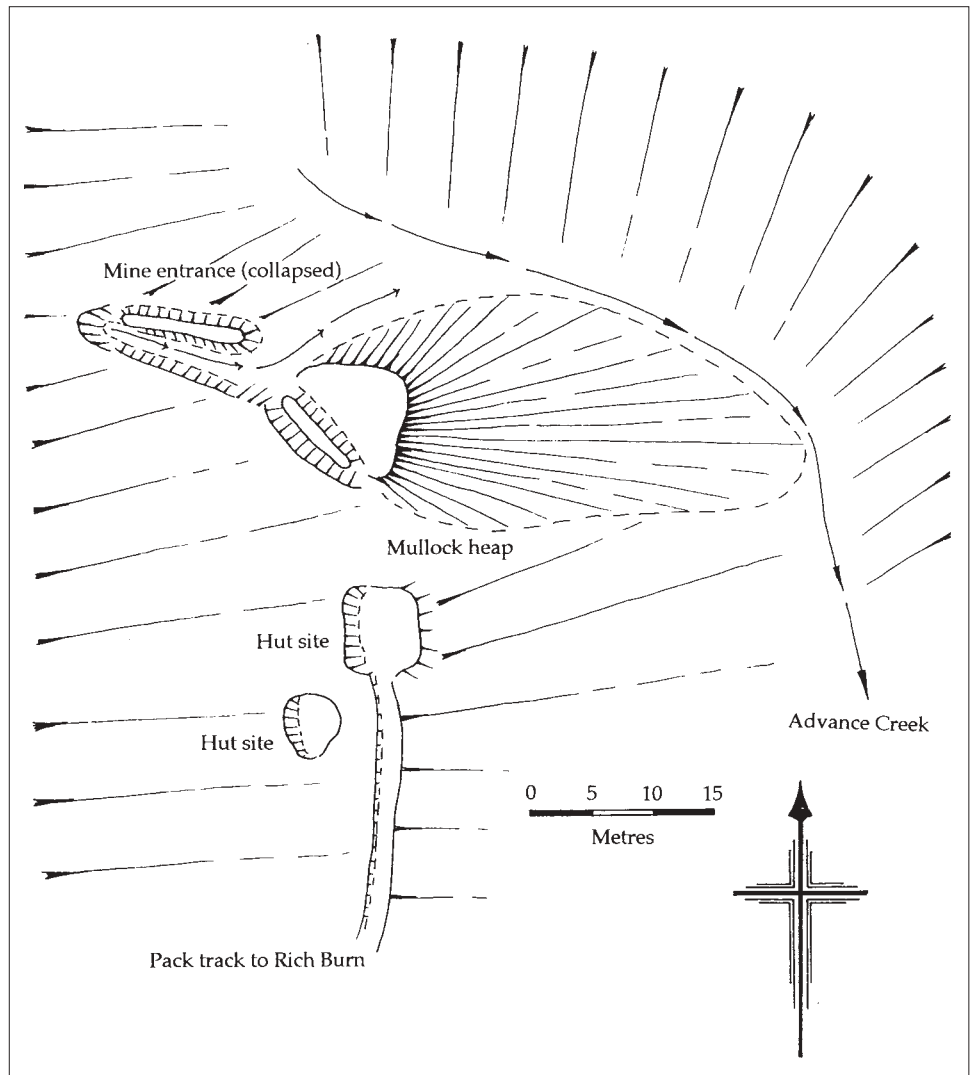 Mine entrance (collapsed)
Mullock heap
Hut site
Hut site
Advance Creek
0 5 10 15
Metres
Pack track to Rich Burn